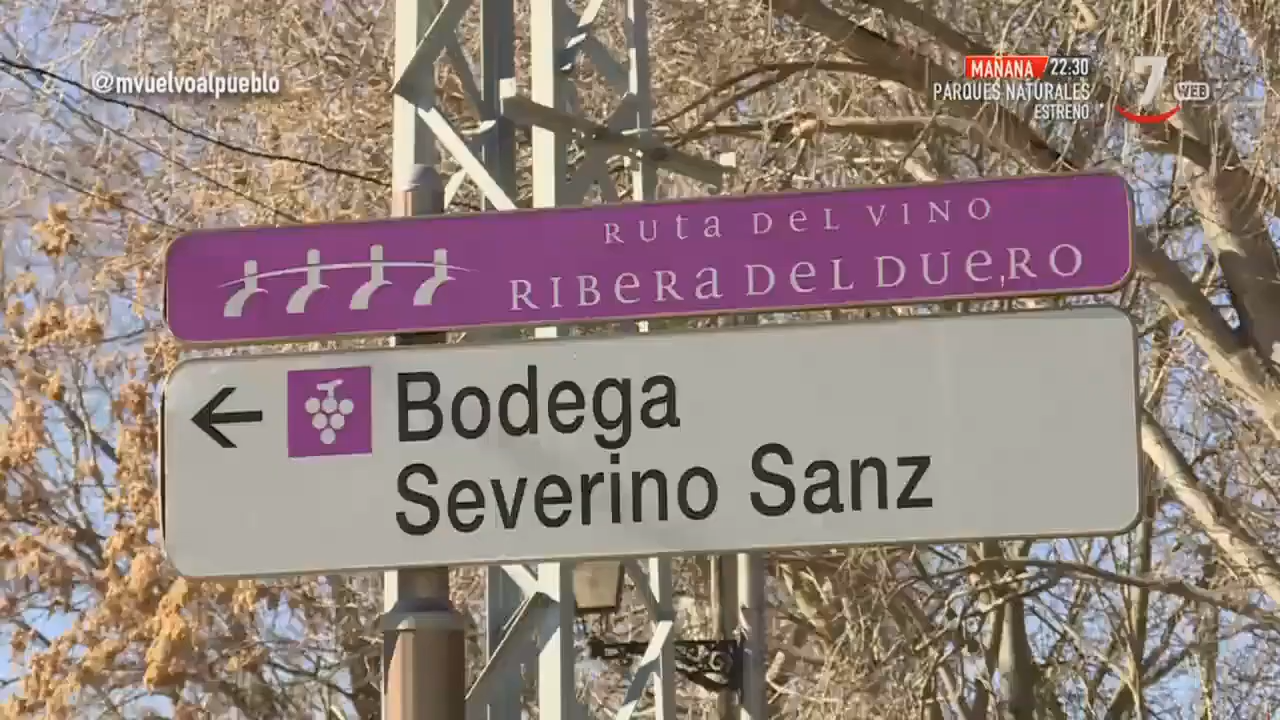 @mvuelvoalpueblo
MAÑANA 22:30
PARQUES NATURALES
ESTRENO
7 WEB
RUta DeL VINO
RIBeRa DeL DUeRO
Bodega
Severino Sanz